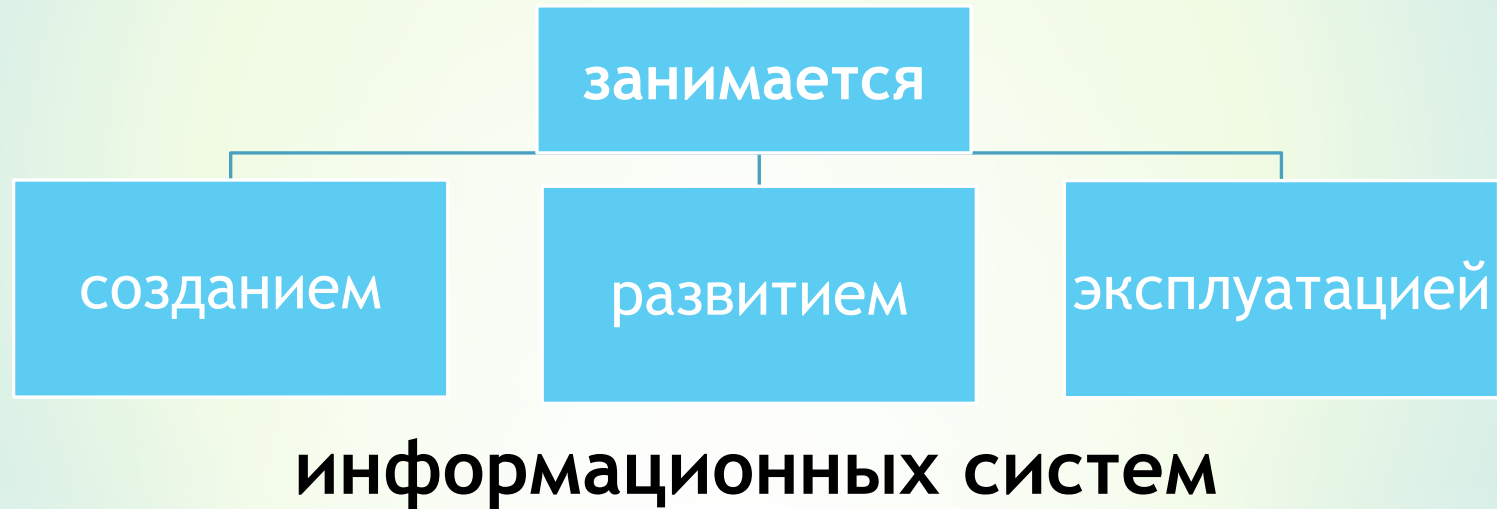 занимается
созданием
развитием
эксплуатацией
информационных систем